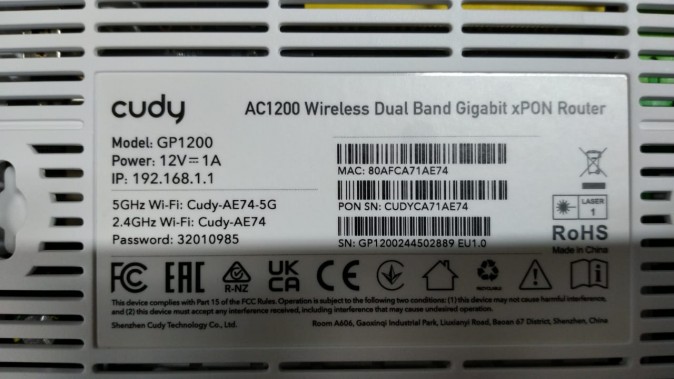 cudy
AC1200 Wireless Dual Band Gigabit xPON Router
Model: GP1200
Power: 12V⎓1A
IP: 192.168.1.1
MAC: 80AFCA71AE74
5GHz Wi-Fi: Cudy-AE74-5G
2.4GHz Wi-Fi: Cudy-AE74
Password: 32010985
PON SN: CUDYCA71AE74
SN: GP1200244502889 EU1.0
LASER
1
RoHS
Made in China
FC EAC R-NZ UK CA CE
RECYCLABLE
This device complies with Part 15 of the FCC Rules. Operation is subject to the following two conditions: (1) this device may not cause harmful interference,
and (2) this device must accept any interference received, including interference that may cause undesired operation.
Shenzhen Cudy Technology Co., Ltd.
Room A606, Gaoxinqi Industrial Park, Liuxianyi Road, Baoan 67 District, Shenzhen, China